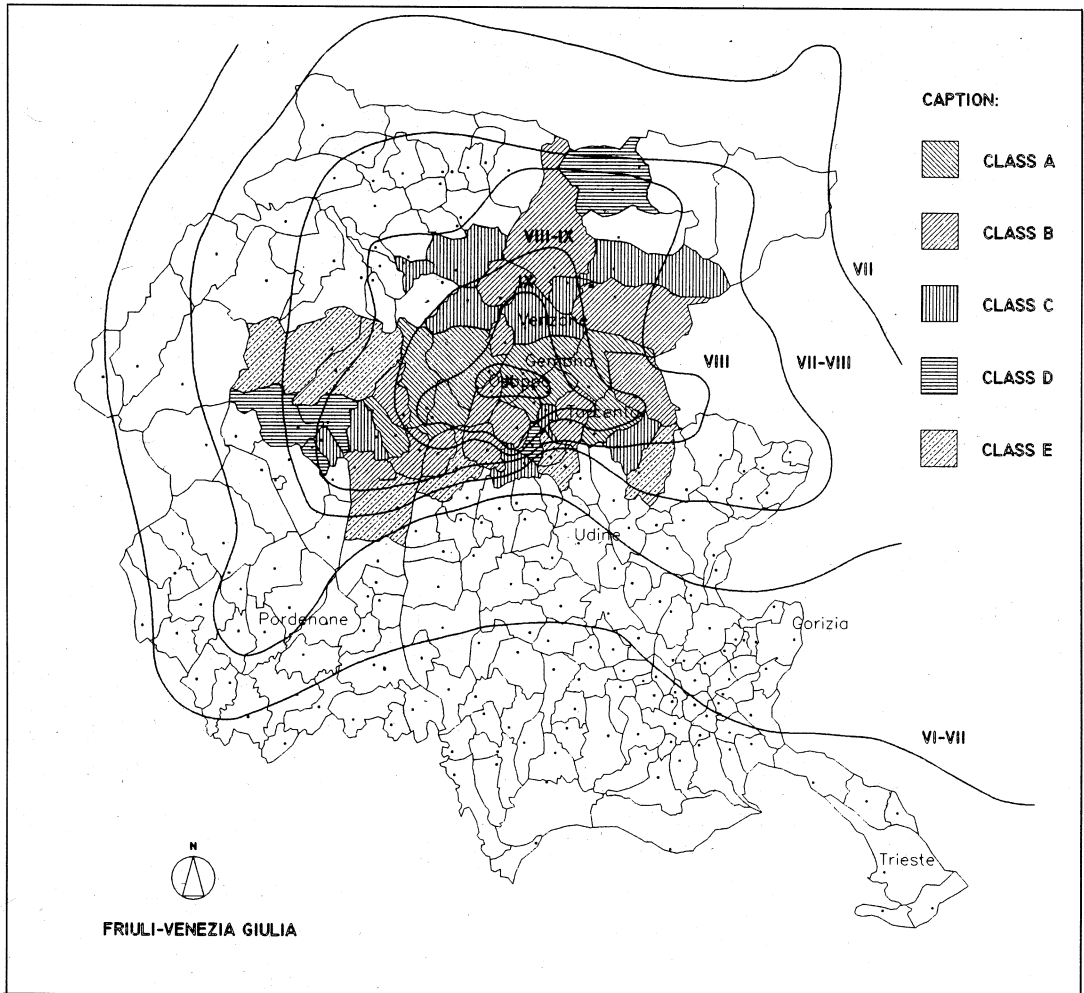 CAPTION:
CLASS A
CLASS B
CLASS C
CLASS D
CLASS E
VIII-IX
IX
VII
Venzone
Gemona
VIII
VII-VIII
Udine
Pordenone
Gorizia
VI-VII
Trieste
N
FRIULI-VENEZIA GIULIA